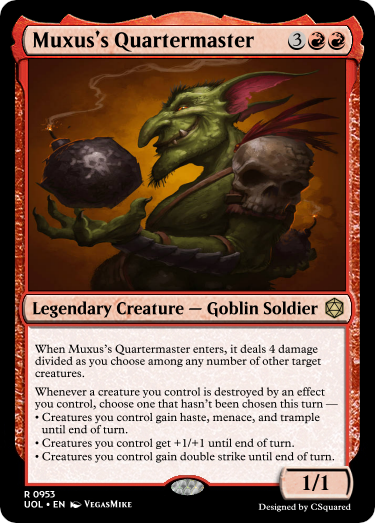 Muxus's Quartermaster 3
Legendary Creature — Goblin Soldier
When Muxus's Quartermaster enters, it deals 4 damage
divided as you choose among any number of other target
creatures.
Whenever a creature you control is destroyed by an effect
you control, choose one that hasn't been chosen this turn —
• Creatures you control gain haste, menace, and trample
until end of turn.
• Creatures you control get +1/+1 until end of turn.
• Creatures you control gain double strike until end of turn.
1/1
R 0953
UOL • EN VegasMike
Designed by CSquared